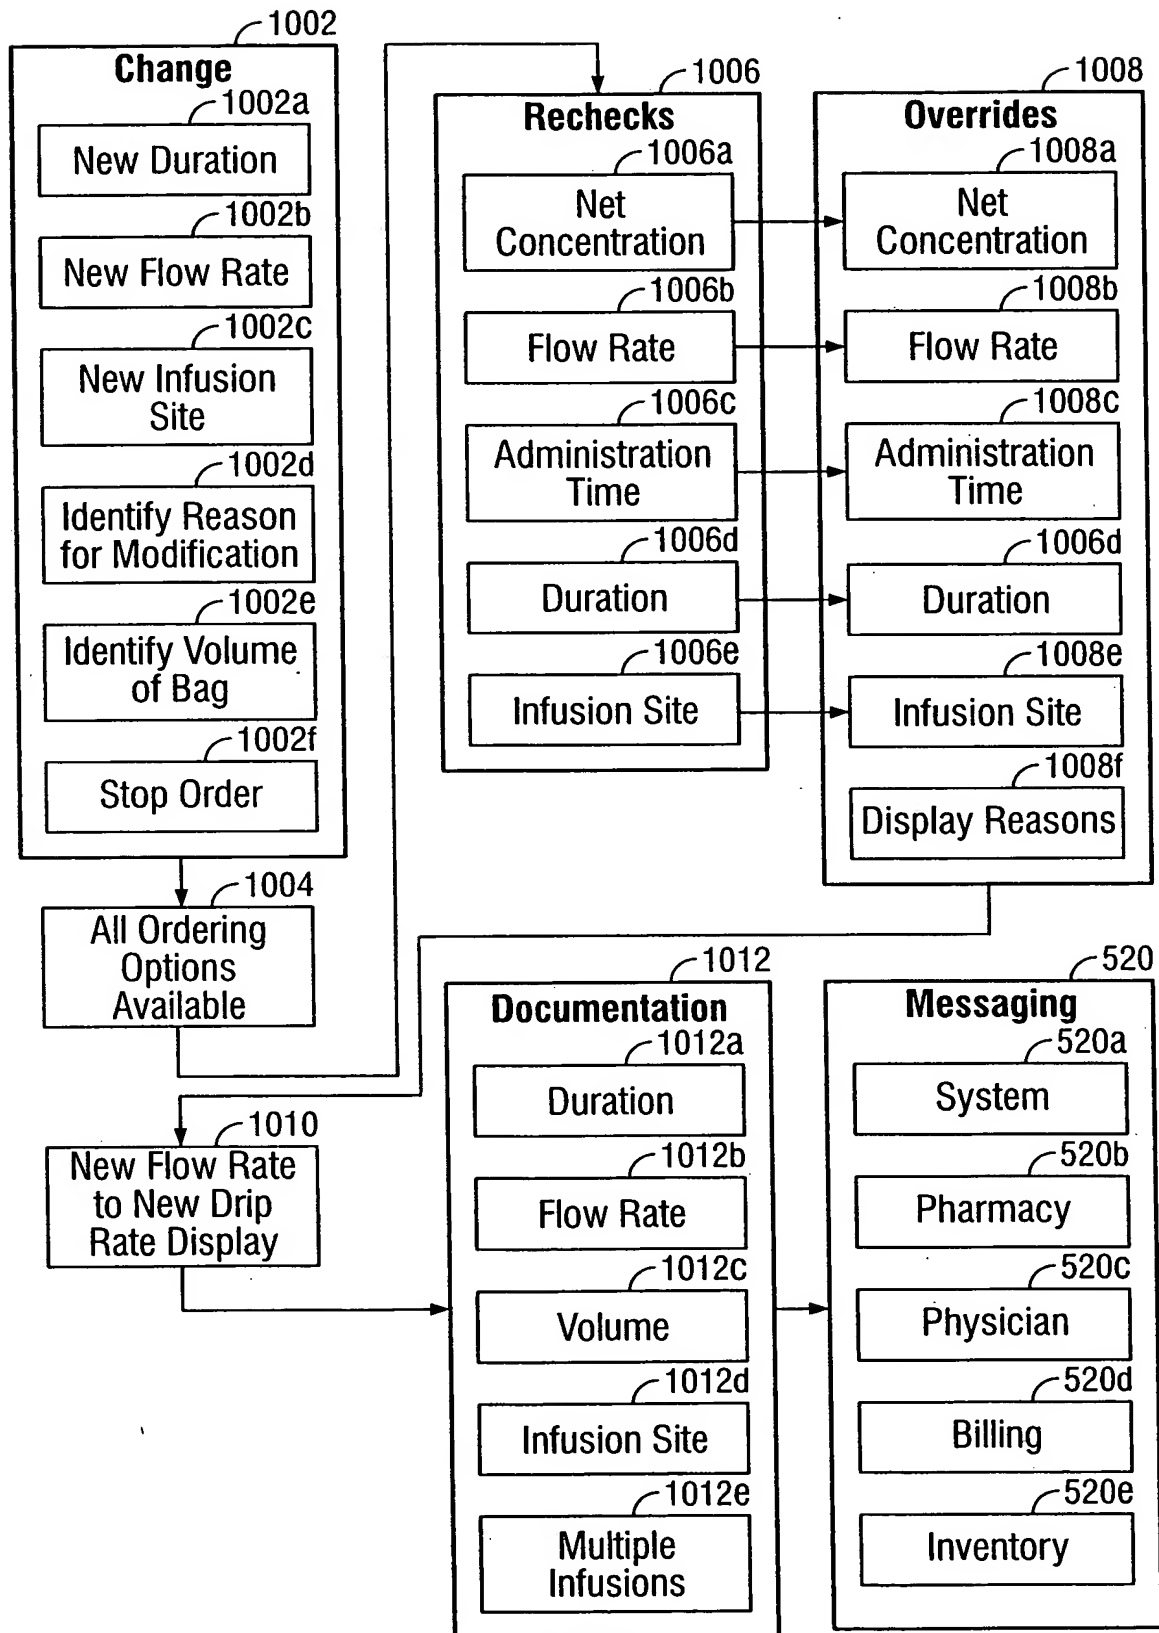 1002
Change
1002a
New Duration
1002b
New Flow Rate
1002c
New Infusion
Site
1002d
Identify Reason
for Modification
1002e
Identify Volume
of Bag
1002f
Stop Order
1004
All Ordering
Options
Available
1006
Rechecks
1006a
Net
Concentration
1006b
Flow Rate
1006c
Administration
Time
1006d
Duration
1006e
Infusion Site
1008
Overrides
1008a
Net
Concentration
1008b
Flow Rate
1008c
Administration
Time
1006d
Duration
1008e
Infusion Site
1008f
Display Reasons
1010
New Flow Rate
to New Drip
Rate Display
1012
Documentation
1012a
Duration
1012b
Flow Rate
1012c
Volume
1012d
Infusion Site
1012e
Multiple
Infusions
520
Messaging
520a
System
520b
Pharmacy
520c
Physician
520d
Billing
520e
Inventory